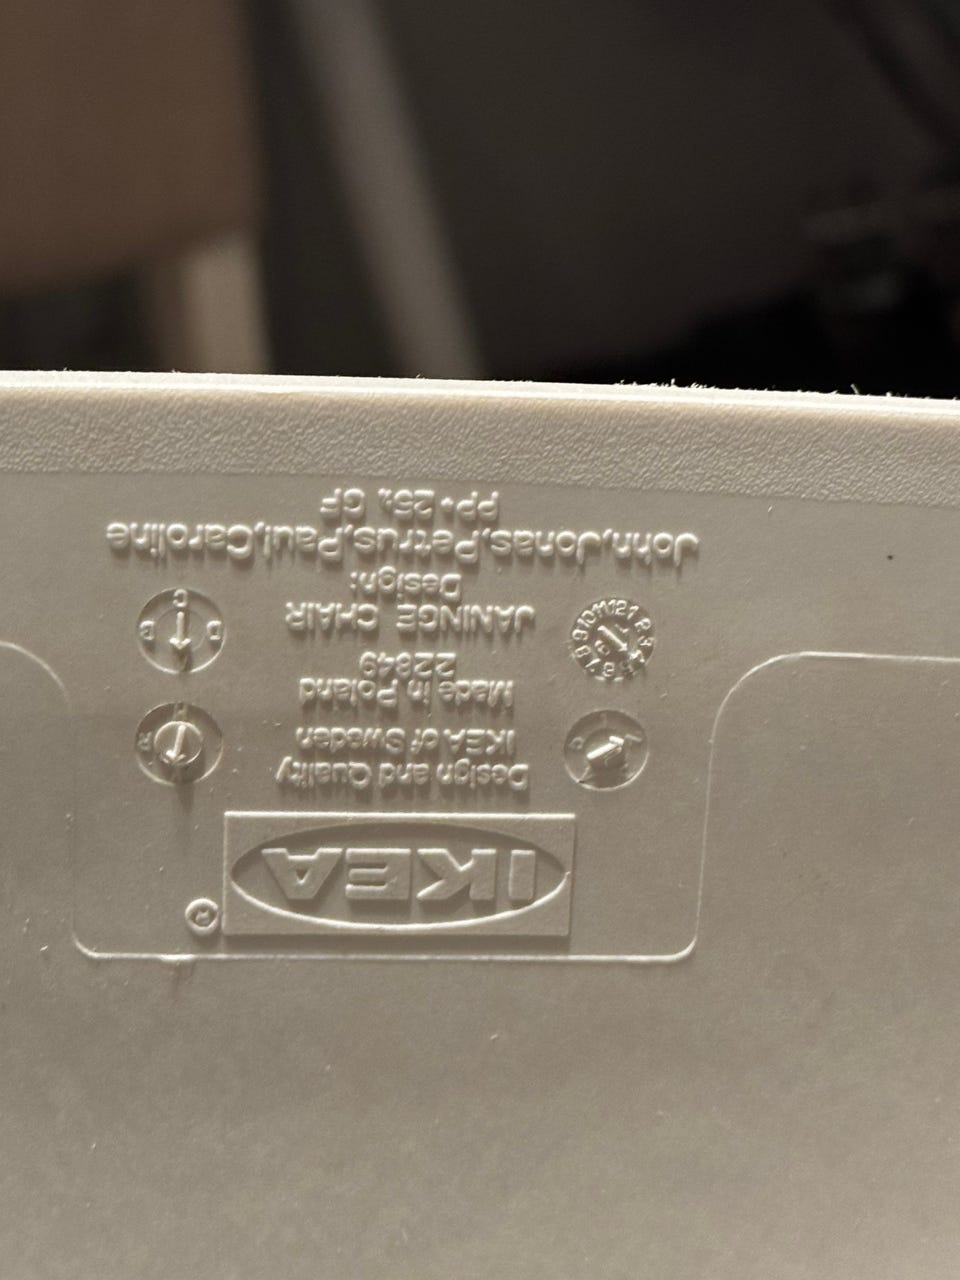 IKEA
®
Design and Quality
IKEA of Sweden
Made in Poland
22849
JANINGE CHAIR
Design:
John,Jonas,Petrus,Paul,Caroline
PP+25% GF